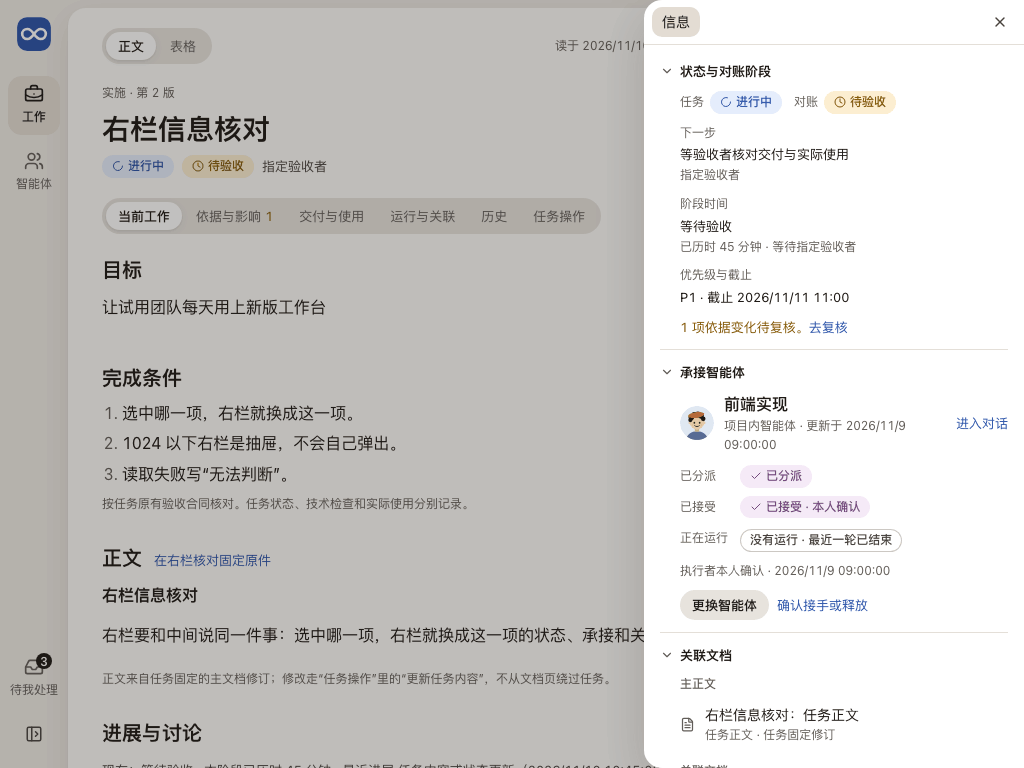 工作
智能体
3
待我处理
正文
表格
读于 2026/11/1
实施 · 第 2 版
右栏信息核对
进行中
待验收
指定验收者
当前工作
依据与影响 1
交付与使用
运行与关联
历史
任务操作
目标
让试用团队每天用上新版工作台
完成条件
1. 选中哪一项，右栏就换成这一项。
2. 1024 以下右栏是抽屉，不会自己弹出。
3. 读取失败写“无法判断”。
按任务原有验收合同核对。任务状态、技术检查和实际使用分别记录。
正文
在右栏核对固定原件
右栏信息核对
右栏要和中间说同一件事：选中哪一项，右栏就换成这一项的状态、承接和关
正文来自任务固定的主文档修订；修改走“任务操作”里的“更新任务内容”，不从文档页绕过任务。
进展与讨论
信息
状态与对账阶段
任务
进行中
对账
待验收
下一步
等验收者核对交付与实际使用
指定验收者
阶段时间
等待验收
已历时 45 分钟 · 等待指定验收者
优先级与截止
P1 · 截止 2026/11/11 11:00
1 项依据变化待复核。去复核
承接智能体
前端实现
项目内智能体 · 更新于 2026/11/9
09:00:00
进入对话
已分派
已分派
已接受
已接受 · 本人确认
正在运行
没有运行 · 最近一轮已结束
执行者本人确认 · 2026/11/9 09:00:00
更换智能体
确认接手或释放
关联文档
主正文
右栏信息核对：任务正文
任务正文 · 任务固定修订